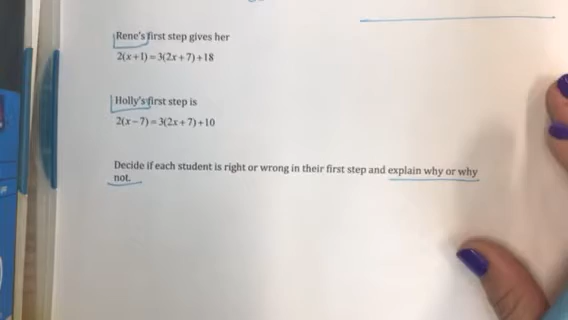 Rene's first step gives her
2(x+1)=3(2x+7)+18
Holly's first step is
2(x−7)=3(2x+7)+10
Decide if each student is right or wrong in their first step and explain why or why
not.